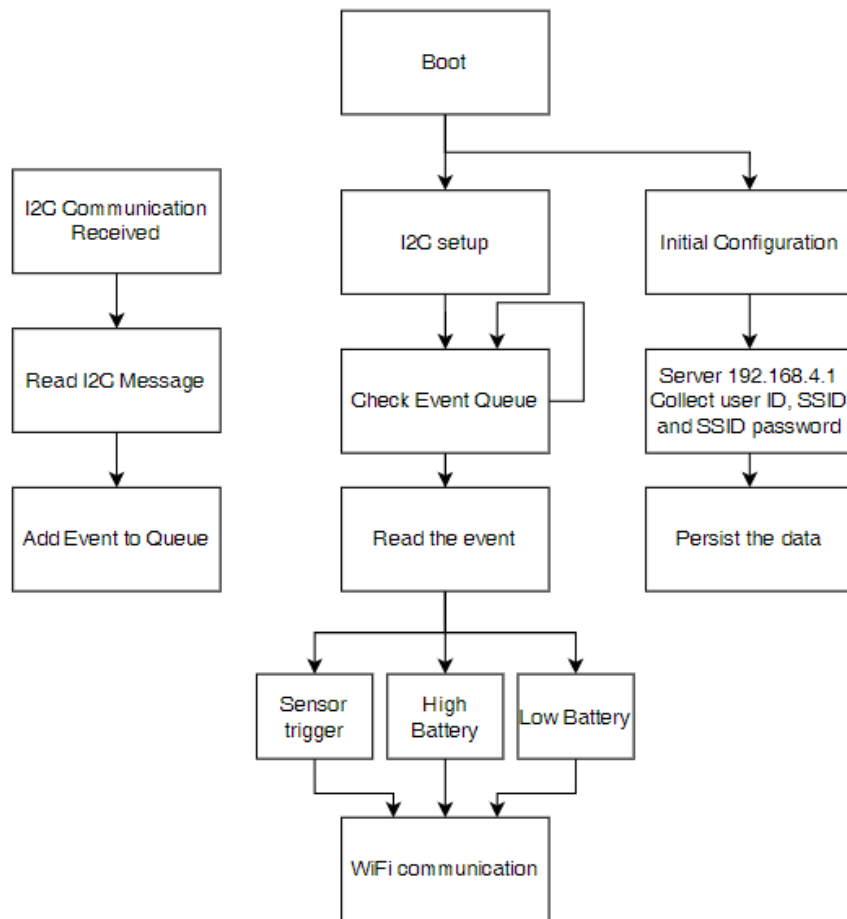 Boot
I2C Communication
Received
I2C setup
Initial Configuration
Read I2C Message
Check Event Queue
Server 192.168.4.1
Collect user ID, SSID
and SSID password
Add Event to Queue
Read the event
Persist the data
Sensor
trigger
High
Battery
Low Battery
WiFi communication